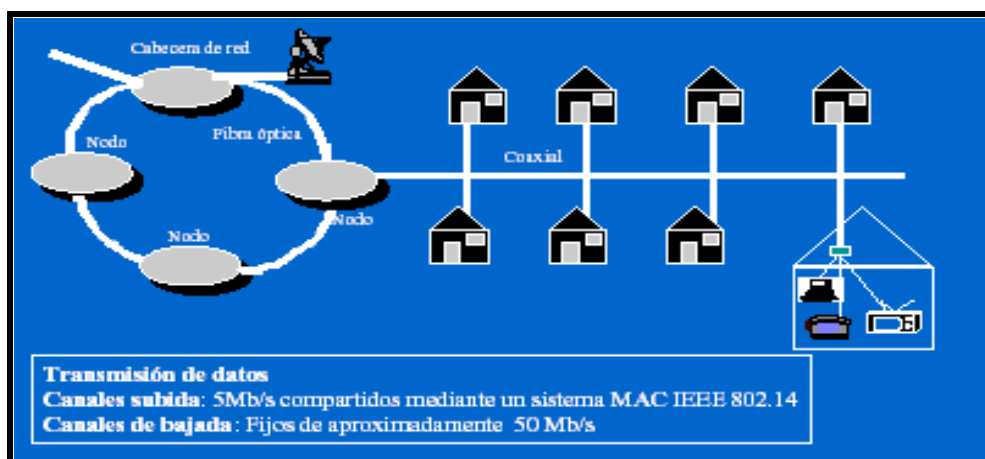 Cabecera de red
Nodo
Fibra óptica
Coaxial
Nodo
Nodo
Transmisión de datos
Canales subida: 5Mb/s compartidos mediante un sistema MAC IEEE 802.14
Canales de bajada: Fijos de aproximadamente 50 Mb/s